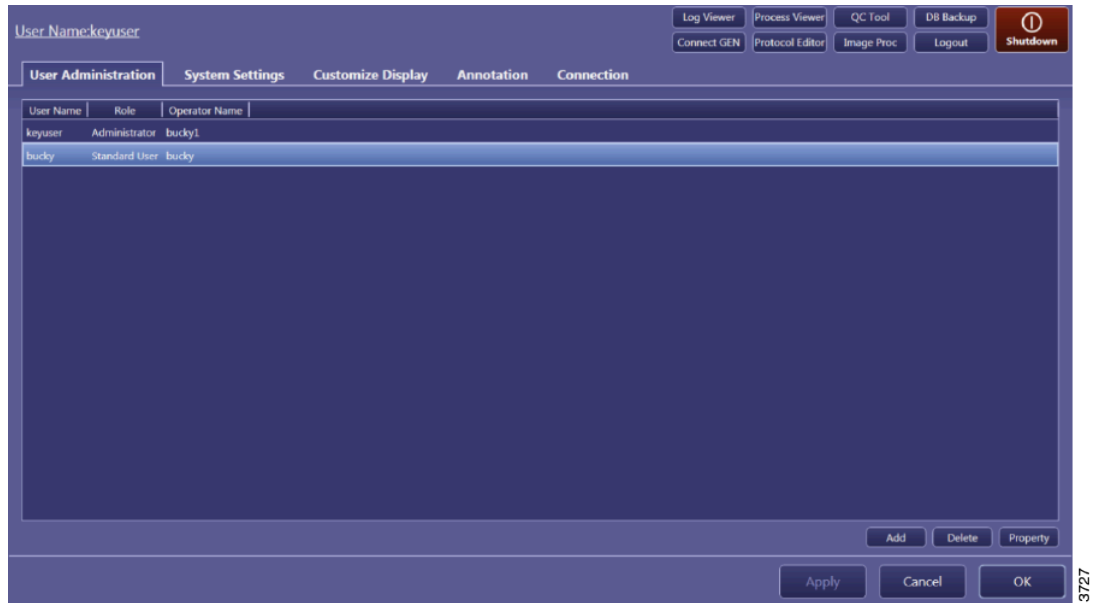 User Name:keyuser
Log Viewer Process Viewer QC Tool DB Backup
Connect GEN Protocol Editor Image Proc Logout
Shutdown
User Administration System Settings Customize Display Annotation Connection
User Name Role Operator Name
keyuser Administrator bucky1
bucky Standard User bucky
Add Delete Property
Apply Cancel OK
3727